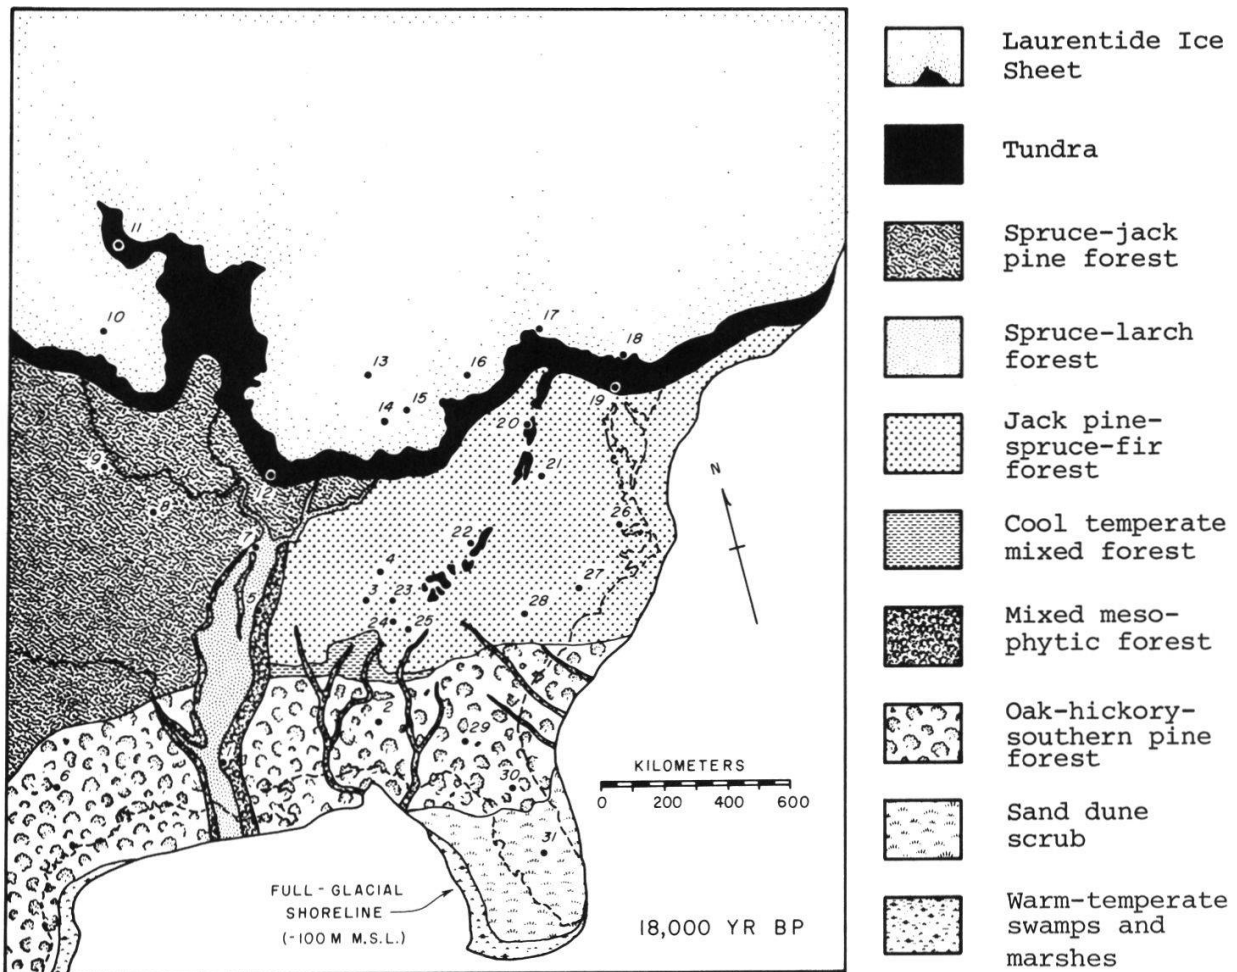 11
10
17
18
13
16
15
14
19
20
9
12
21
8
26
7
22
4
27
3
23
5
28
24
25
2
29
6
30
31
N
KILOMETERS
0 200 400 600
FULL-GLACIAL
SHORELINE
(-100 M M.S.L.)
18,000 YR BP
Laurentide Ice
Sheet
Tundra
Spruce-jack
pine forest
Spruce-larch
forest
Jack pine-
spruce-fir
forest
Cool temperate
mixed forest
Mixed meso-
phytic forest
Oak-hickory-
southern pine
forest
Sand dune
scrub
Warm-temperate
swamps and
marshes